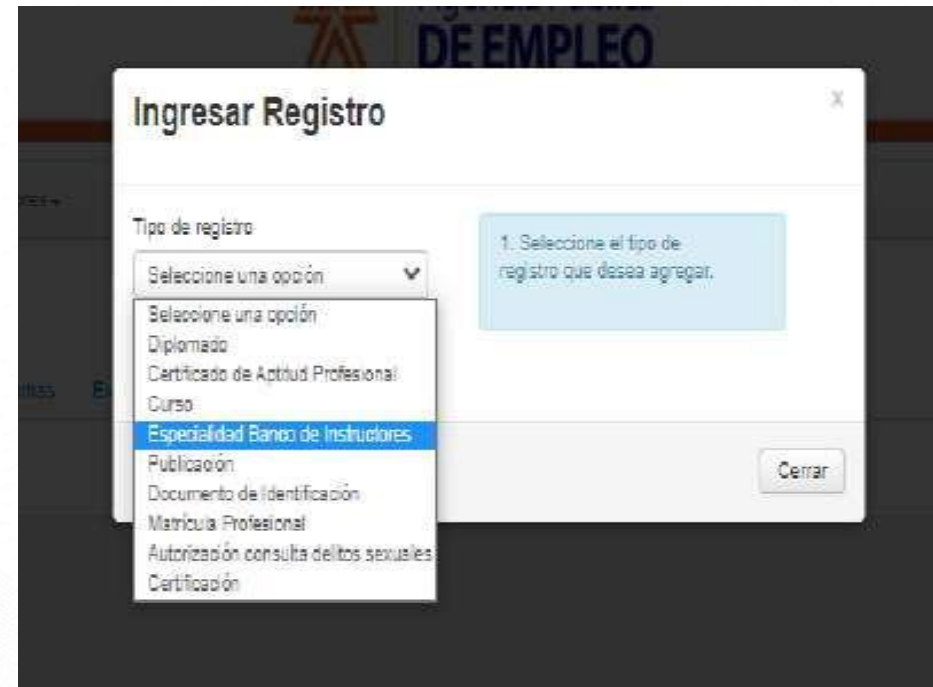 DE EMPLEO
Ingresar Registro
X
Tipo de registro
Seleccione una opción
1. Seleccione el tipo de
registro que desea agregar.
Seleccione una opción
Diplomado
Certificado de Aptitud Profesional
Curso
Especialidad Banco de Instructores
Publicación
Documento de Identificación
Matrícula Profesional
Autorización consulta delitos sexuales
Certificación
Cerrar